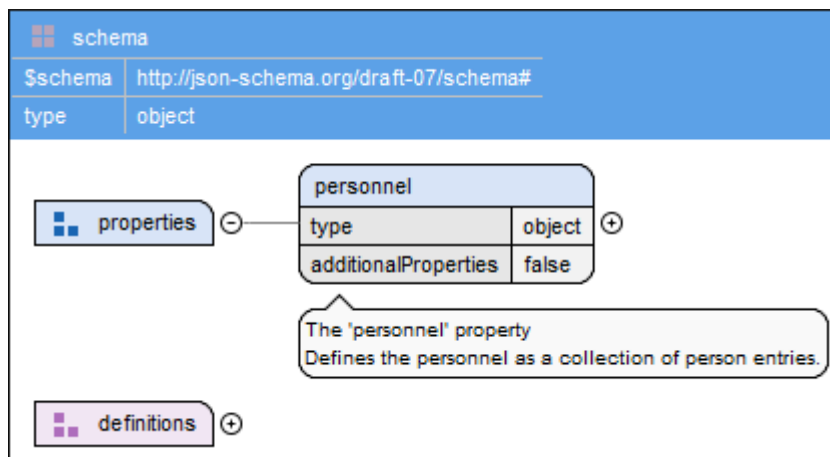 schema
$schema http://json-schema.org/draft-07/schema#
type object
personnel
properties
type object
additionalProperties false
The "personnel" property
Defines the personnel as a collection of person entries.
definitions